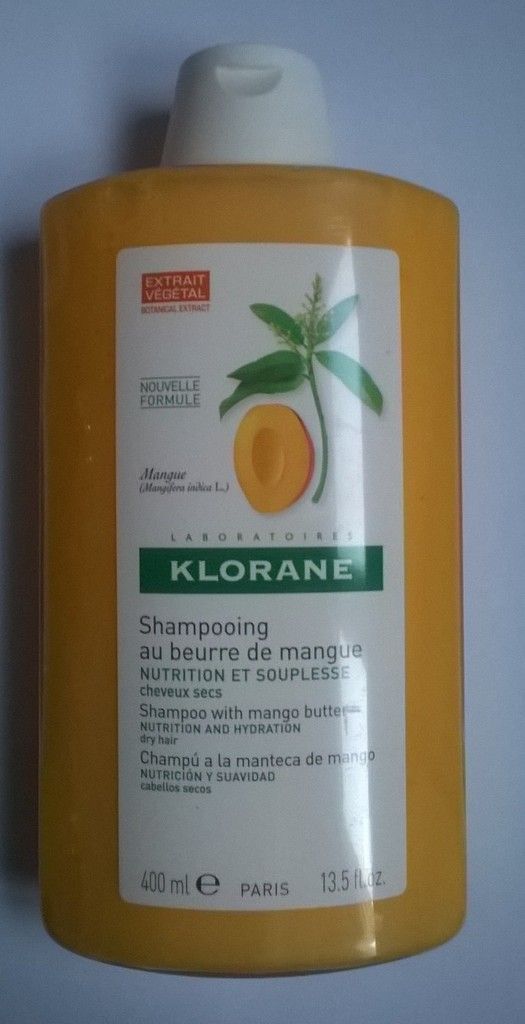 EXTRAIT
VÉGÉTAL
BOTANICAL EXTRACT
NOUVELLE
FORMULE
Mangue
(Mangifera indica L.)
LABORATOIRES
KLORANE
Shampooing
au beurre de mangue
NUTRITION ET SOUPLESSE
cheveux secs
Shampoo with mango butter
NUTRITION AND HYDRATION
dry hair
Champú a la manteca de mango
NUTRICIÓN Y SUAVIDAD
cabellos secos
400 ml e PARIS 13.5 fl.oz.